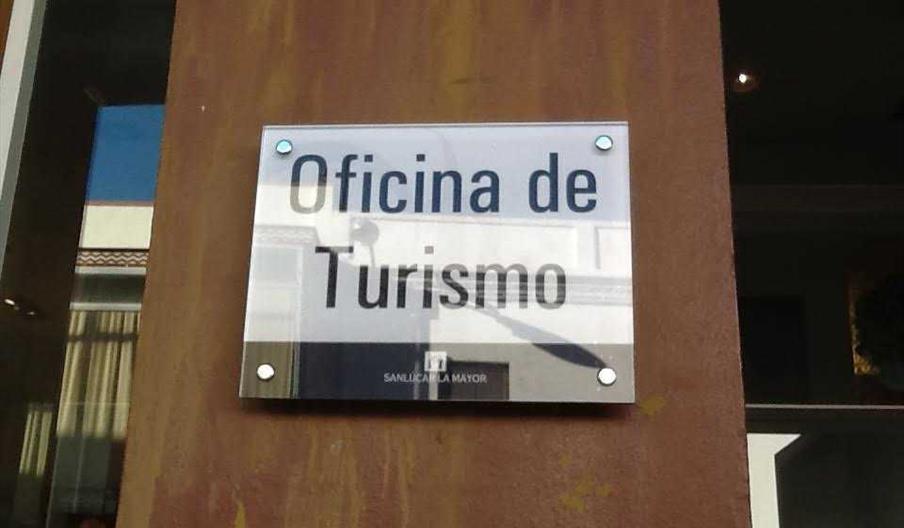 Oficina de
Turismo
SANLÚCAR LA MAYOR